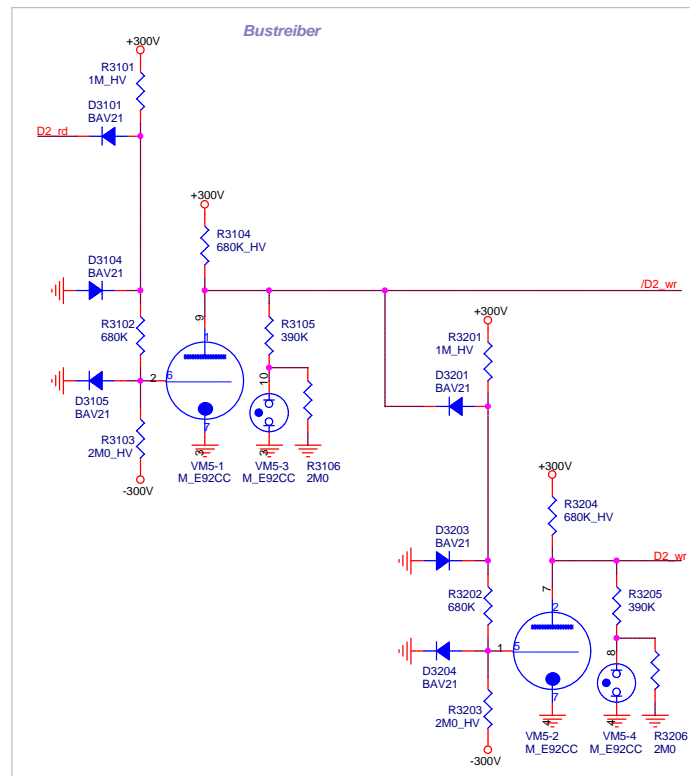 Bustreiber
+300V
R3101
1M_HV
D3101
BAV21
D2_rd
+300V
R3104
680K_HV
D3104
BAV21
/D2_wr
R3102
680K
9
1
R3105
390K
+300V
R3201
1M_HV
2
6
10
D3201
BAV21
D3105
BAV21
R3103
2M0_HV
7
3
3
VM5-1
M_E92CC
VM5-3
M_E92CC
R3106
2M0
-300V
+300V
R3204
680K_HV
D3203
BAV21
D2_wr
R3202
680K
7
2
R3205
390K
1
5
8
D3204
BAV21
R3203
2M0_HV
7
4
4
VM5-2
M_E92CC
VM5-4
M_E92CC
R3206
2M0
-300V